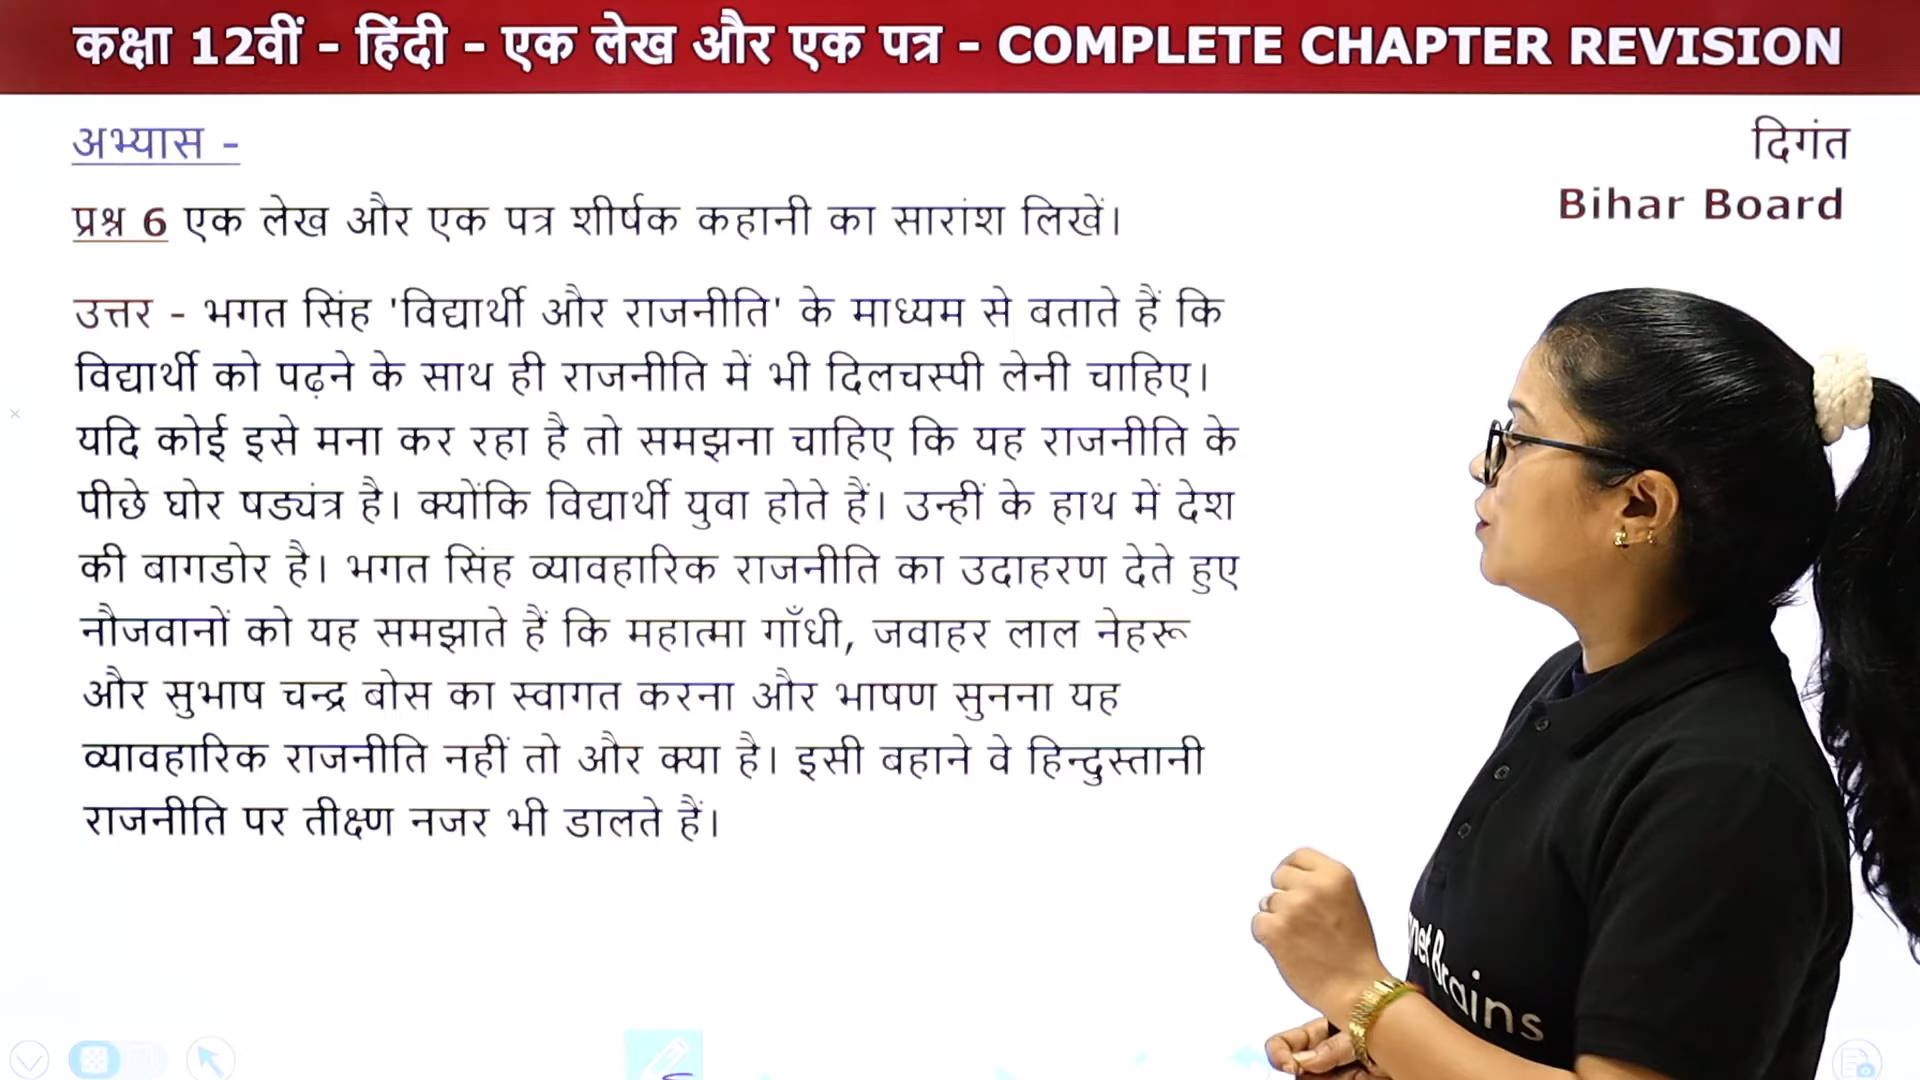 कक्षा 12वीं - हिंदी - एक लेख और एक पत्र - COMPLETE CHAPTER REVISION
अभ्यास -
दिगंत
Bihar Board
प्रश्न 6 एक लेख और एक पत्र शीर्षक कहानी का सारांश लिखें।
उत्तर - भगत सिंह 'विद्यार्थी और राजनीति' के माध्यम से बताते हैं कि
विद्यार्थी को पढ़ने के साथ ही राजनीति में भी दिलचस्पी लेनी चाहिए।
यदि कोई इसे मना कर रहा है तो समझना चाहिए कि यह राजनीति के
पीछे घोर षड्यंत्र है। क्योंकि विद्यार्थी युवा होते हैं। उन्हीं के हाथ में देश
की बागडोर है। भगत सिंह व्यावहारिक राजनीति का उदाहरण देते हुए
नौजवानों को यह समझाते हैं कि महात्मा गाँधी, जवाहर लाल नेहरू
और सुभाष चन्द्र बोस का स्वागत करना और भाषण सुनना यह
व्यावहारिक राजनीति नहीं तो और क्या है। इसी बहाने वे हिन्दुस्तानी
राजनीति पर तीक्ष्ण नजर भी डालते हैं।
Brains